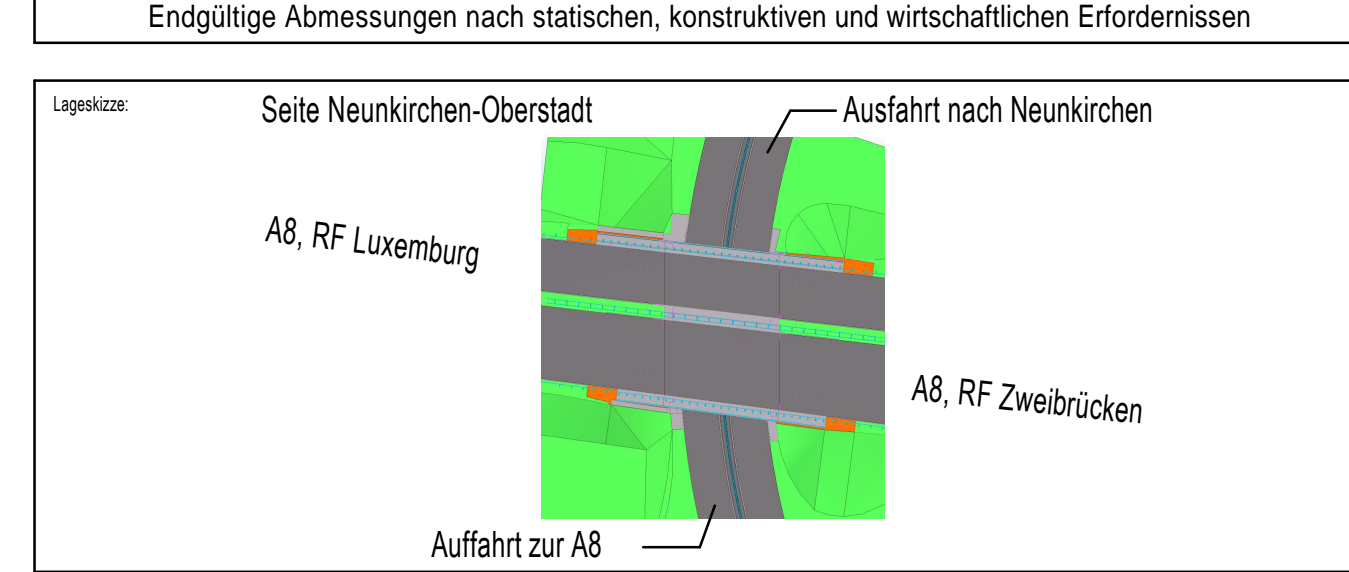 Endgültige Abmessungen nach statischen, konstruktiven und wirtschaftlichen Erfordernissen
Lageskizze:
Seite Neunkirchen-Oberstadt
Ausfahrt nach Neunkirchen
A8, RF Luxemburg
A8, RF Zweibrücken
Auffahrt zur A8